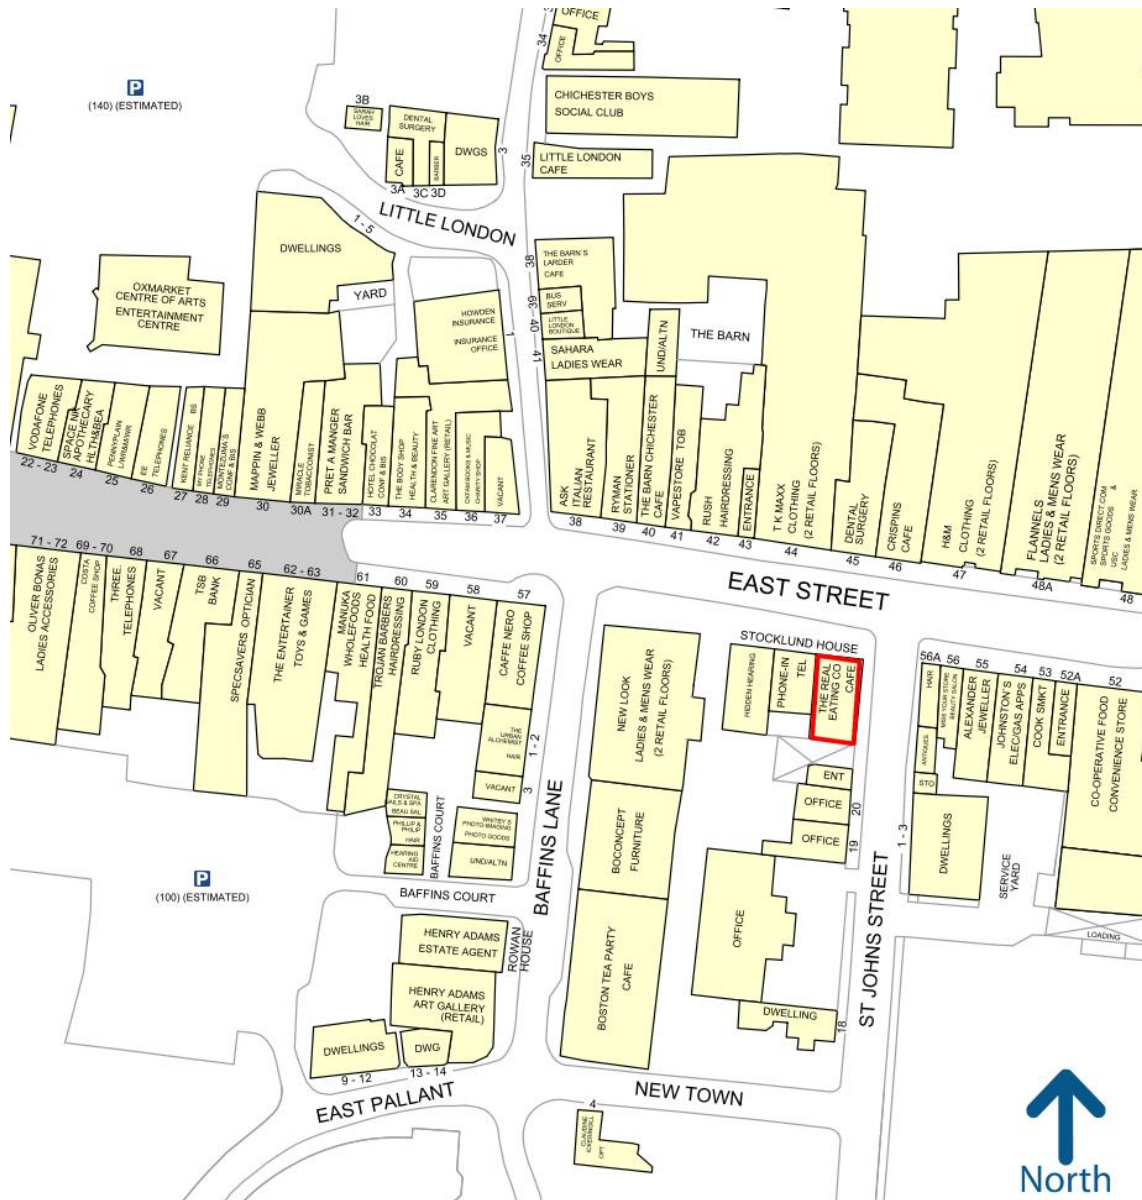 OFFICE
34
OFFICE
P
(140) (ESTIMATED)
CHICHESTER BOYS
SOCIAL CLUB
3B
SARAH
LOVES
HAIR
DENTAL
SURGERY
CAFE
BARBER
DWGS
3
3A
3C
3D
35
LITTLE LONDON
CAFE
LITTLE LONDON
1 - 5
DWELLINGS
YARD
OXMARKET
CENTRE OF ARTS
ENTERTAINMENT
CENTRE
HOWDEN
INSURANCE
INSURANCE
OFFICE
1
38
THE BARN'S
LARDER
CAFE
39
BUS
SERV
40
LITTLE
LONDON
BOUTIQUE
41
SAHARA
LADIES WEAR
UND/ALTN
THE BARN
VODAFONE
TELEPHONES
22 - 23
SPACE NK
APOTHECARY
HLTH&BEA
24
PENNYPLAIN
L/WR&M/WR
25
EE
TELEPHONES
26
KENT RELIANCE BS
27
MY PHONE
TELEPHONES
28
MONTEZUMA'S
CONF & BIS
29
MAPPIN & WEBB
JEWELLER
30
MIRACLE
TOBACCONIST
30A
PRET A MANGER
SANDWICH BAR
31 - 32
HOTEL CHOCOLAT
CONF & BIS
33
THE BODY SHOP
HEALTH & BEAUTY
34
CLARENDON FINE ART
ART GALLERY (RETAIL)
35
OXFAM BOOKS & MUSIC
CHARITY SHOP
36
VACANT
37
ASK
ITALIAN
RESTAURANT
38
RYMAN
STATIONER
39
THE BARN CHICHESTER
CAFE
40
VAPESTORE TOB
41
RUSH
HAIRDRESSING
42
ENTRANCE
43
T K MAXX
CLOTHING
(2 RETAIL FLOORS)
44
DENTAL
SURGERY
45
CRISPINS
CAFE
46
H&M
CLOTHING
(2 RETAIL FLOORS)
47
FLANNELS
LADIES & MENS WEAR
(2 RETAIL FLOORS)
48A
SPORTS DIRECT.COM
SPORTS GOODS &
USC
LADIES & MENS WEAR
48
EAST STREET
71 - 72
OLIVER BONAS
LADIES ACCESSORIES
69 - 70
COSTA
COFFEE SHOP
68
THREE.
TELEPHONES
67
VACANT
66
TSB
BANK
65
SPECSAVERS OPTICIAN
62 - 63
THE ENTERTAINER
TOYS & GAMES
61
MANUKA
WHOLEFOODS
HEALTH FOOD
60
TROJAN BARBERS
HAIRDRESSING
59
RUBY LONDON
CLOTHING
58
VACANT
57
CAFFE NERO
COFFEE SHOP
THE
URBAN
ALCHEMIST
HAIR
1 - 2
VACANT
3
CRYSTAL
NAILS & SPA
BEAU SAL
PHILLIP &
PHILIP
HAIR
HEARING
AID
CENTRE
BAFFINS COURT
WHITBY'S
PHOTO-IMAGING
PHOTO GOODS
UND/ALTN
BAFFINS COURT
BAFFINS LANE
NEW LOOK
LADIES & MENS WEAR
(2 RETAIL FLOORS)
BOCONCEPT
FURNITURE
BOSTON TEA PARTY
CAFE
STOCKLUND HOUSE
HIDDEN HEARING
PHONE-IN
TEL
THE REAL
EATING CO
CAFE
ENT
OFFICE
20
OFFICE
19
OFFICE
DWELLING
18
ST JOHNS STREET
56A
HAIR
56
MISS YOUR STORE
BEAUTY SALON
55
ALEXANDER
JEWELLER
54
JOHNSTON'S
ELEC/GAS APPS
53
COOK SMKT
52A
ENTRANCE
52
CO-OPERATIVE FOOD
CONVENIENCE STORE
ANTIQUES
STO
1 - 3
DWELLINGS
SERVICE
YARD
LOADING
P
(100) (ESTIMATED)
HENRY ADAMS
ESTATE AGENT
ROWAN
HOUSE
HENRY ADAMS
ART GALLERY
(RETAIL)
DWELLINGS
9 - 12
DWG
13 - 14
EAST PALLANT
NEW TOWN
4
OPT
North